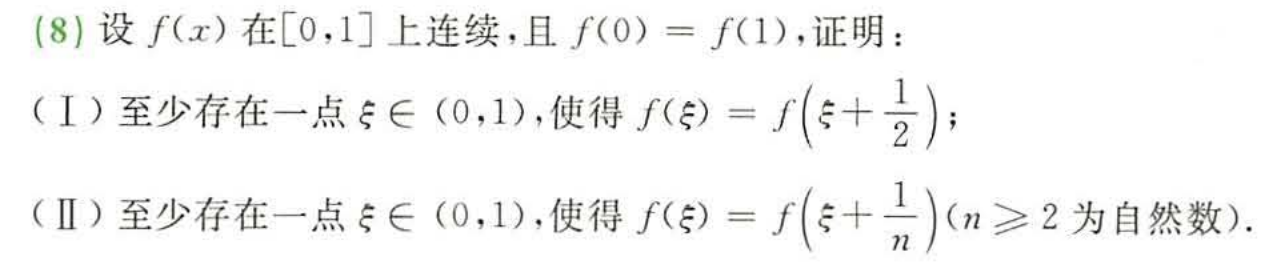 (8) 设 f(x) 在[0,1] 上连续,且 f(0) = f(1),证明:
(Ⅰ) 至少存在一点 ξ ∈ (0,1),使得 f(ξ) = f(ξ + 1/2);
(Ⅱ) 至少存在一点 ξ ∈ (0,1),使得 f(ξ) = f(ξ + 1/n)(n ⩾ 2 为自然数).